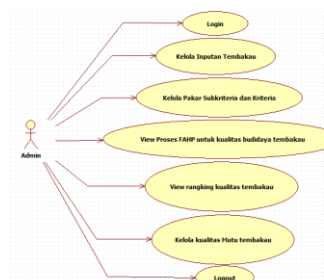 Login
Kelola Inputan Tembakau
Kelola Pakar Subkriteria dan Kriteria
View Proses FAHP untuk kualitas budidaya tembakau
Admin
View rangking kualitas tembakau
Kelola kualitas Mutu tembakau
Logout